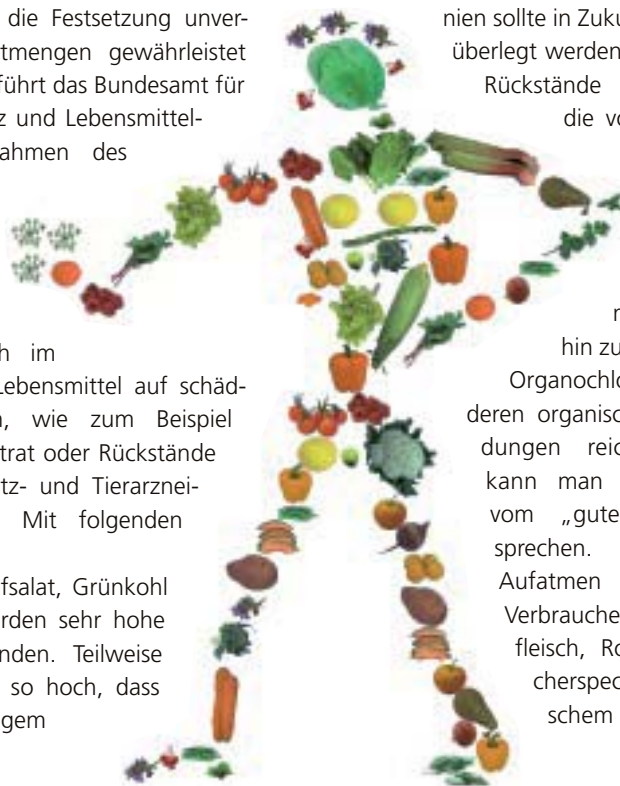 die Festsetzung unver-
tmengen gewährleistet
führt das Bundesamt für
z und Lebensmittel-
ahmen des
h im
Lebensmittel auf schäd-
n, wie zum Beispiel
trat oder Rückstände
tz- und Tierarznei-
Mit folgenden
fsalat, Grünkohl
rden sehr hohe
nden. Teilweise
so hoch, dass
gem
nien sollte in Zuku
überlegt werden
Rückstände
die vo
hin zu
Organochlo
deren organisc
dungen reic
kann man
vom „gute
sprechen.
Aufatmen
Verbrauche
fleisch, Ro
cherspec
schem